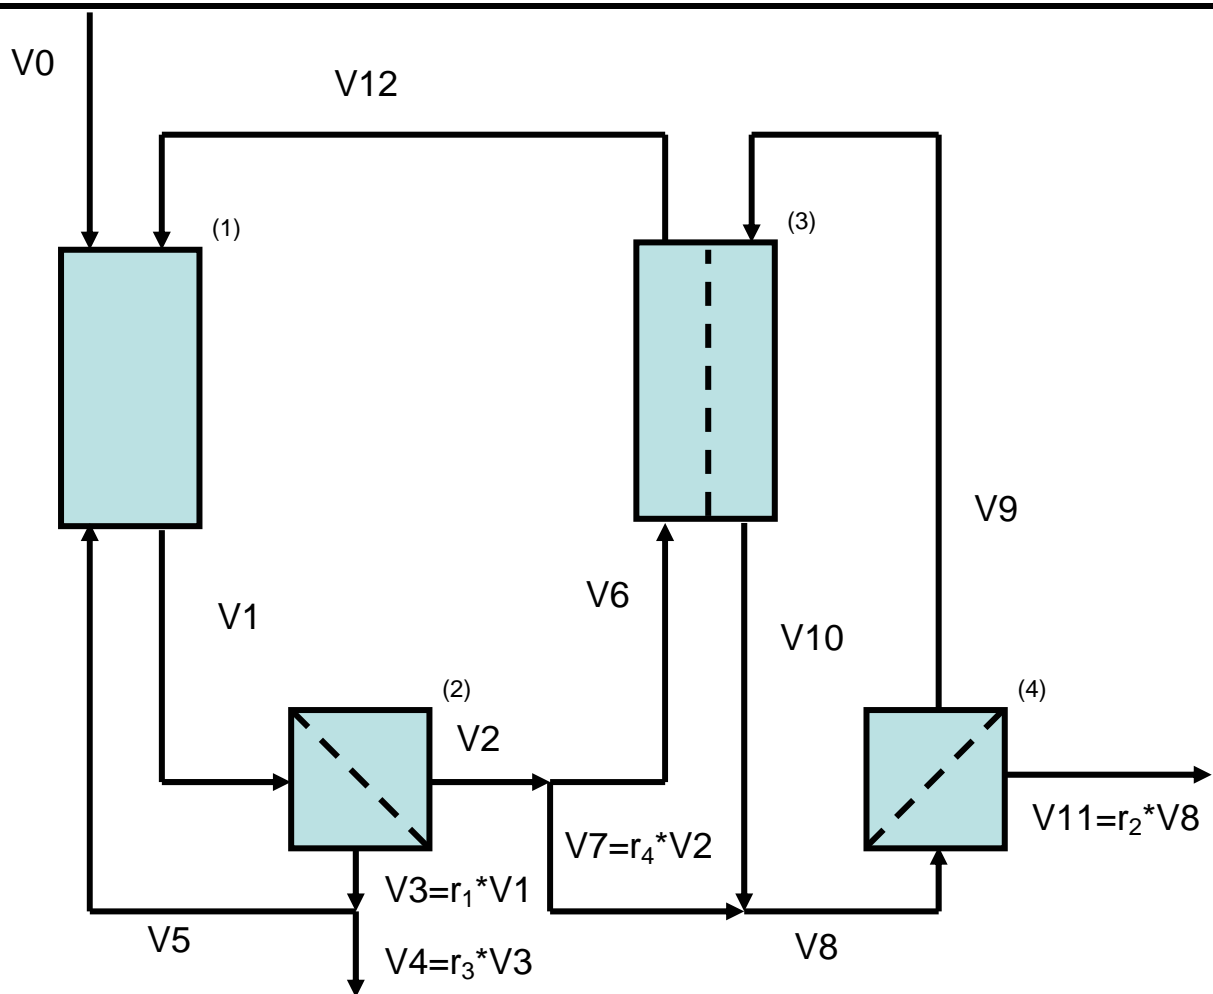 V0
V12
(1)
(3)
V9
V6
V1
V10
(2)
(4)
V2
V11=r₂*V8
V7=r₄*V2
V3=r₁*V1
V5
V8
V4=r₃*V3